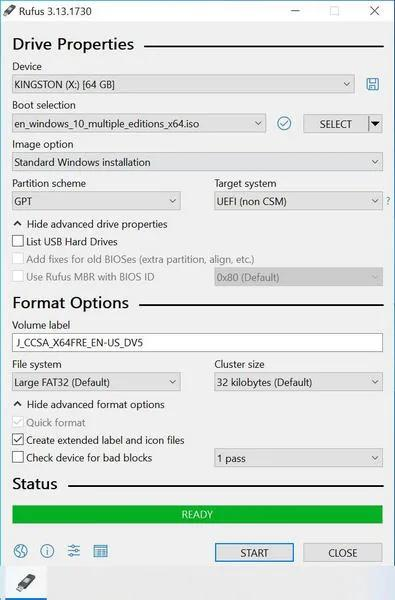 Rufus 3.13.1730
Drive Properties
Device
KINGSTON (X:) [64 GB]
Boot selection
en_windows_10_multiple_editions_x64.iso
SELECT
Image option
Standard Windows installation
Partition scheme
Target system
GPT
UEFI (non CSM)
?
Hide advanced drive properties
List USB Hard Drives
Add fixes for old BIOSes (extra partition, align, etc.)
Use Rufus MBR with BIOS ID
0x80 (Default)
Format Options
Volume label
J_CCSA_X64FRE_EN-US_DV5
File system
Cluster size
Large FAT32 (Default)
32 kilobytes (Default)
Hide advanced format options
Quick format
Create extended label and icon files
Check device for bad blocks
1 pass
Status
READY
START
CLOSE